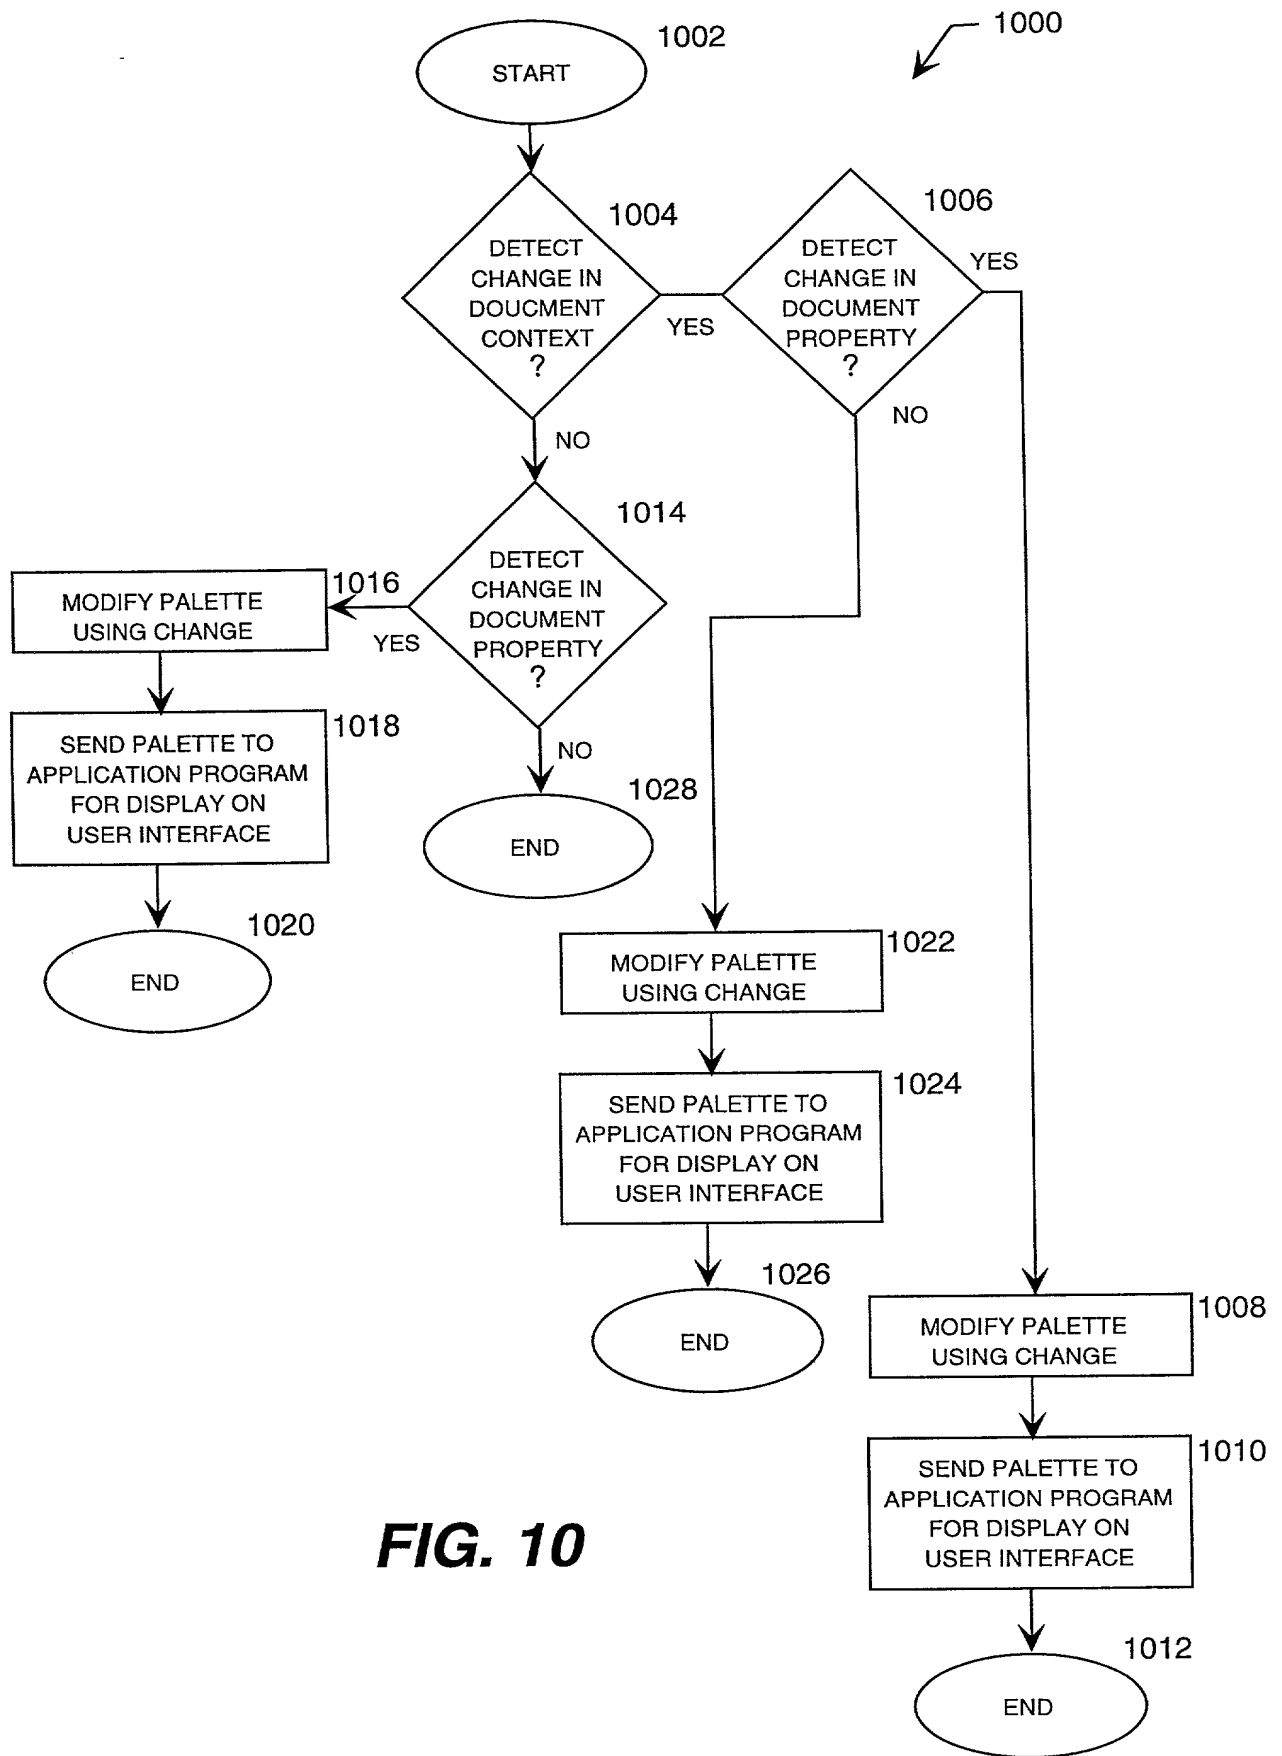 1002
1000
START
1004
DETECT
CHANGE IN
DOUCMENT
CONTEXT
?
YES
1006
DETECT
CHANGE IN
DOCUMENT
PROPERTY
?
YES
NO
NO
1014
DETECT
CHANGE IN
DOCUMENT
PROPERTY
?
YES
NO
1016
MODIFY PALETTE
USING CHANGE
1018
SEND PALETTE TO
APPLICATION PROGRAM
FOR DISPLAY ON
USER INTERFACE
1020
END
1028
END
1022
MODIFY PALETTE
USING CHANGE
1024
SEND PALETTE TO
APPLICATION PROGRAM
FOR DISPLAY ON
USER INTERFACE
1026
END
1008
MODIFY PALETTE
USING CHANGE
1010
SEND PALETTE TO
APPLICATION PROGRAM
FOR DISPLAY ON
USER INTERFACE
1012
END
FIG. 10